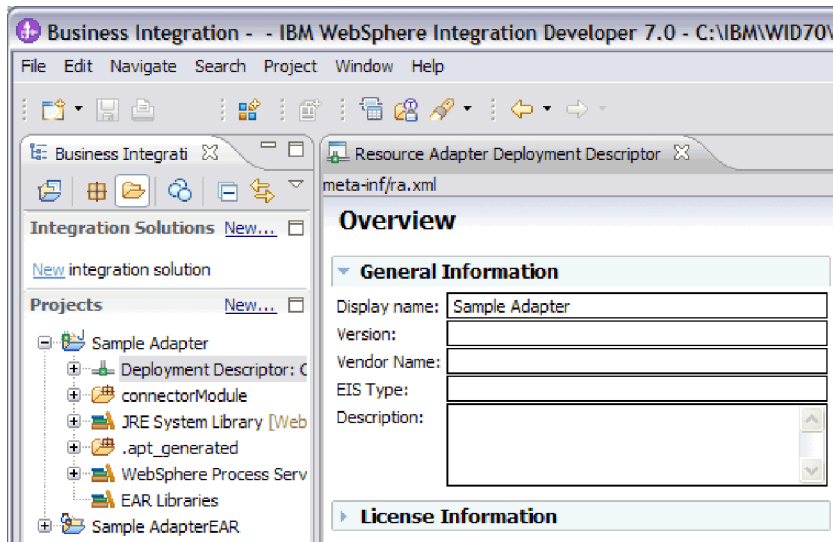 Business Integration - - IBM WebSphere Integration Developer 7.0 - C:\IBM\WID70\
File Edit Navigate Search Project Window Help
Business Integrati
Resource Adapter Deployment Descriptor
meta-inf/ra.xml
Integration Solutions New...
New integration solution
Projects New...
Sample Adapter
Deployment Descriptor: C
connectorModule
JRE System Library [Web
.apt_generated
WebSphere Process Serv
EAR Libraries
Sample AdapterEAR
Overview
General Information
Display name: Sample Adapter
Version:
Vendor Name:
EIS Type:
Description:
License Information